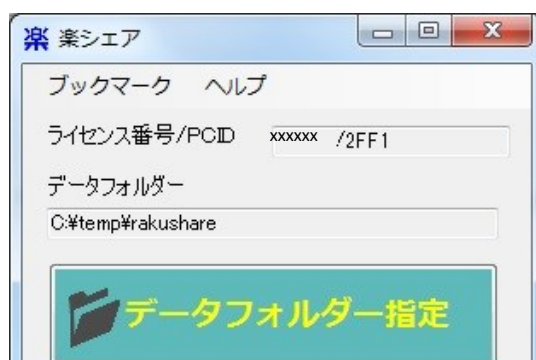 楽 楽シェア
ブックマーク ヘルプ
ライセンス番号/PCID xxxxxx /2FF1
データフォルダー
C:¥temp¥rakushare
データフォルダー指定